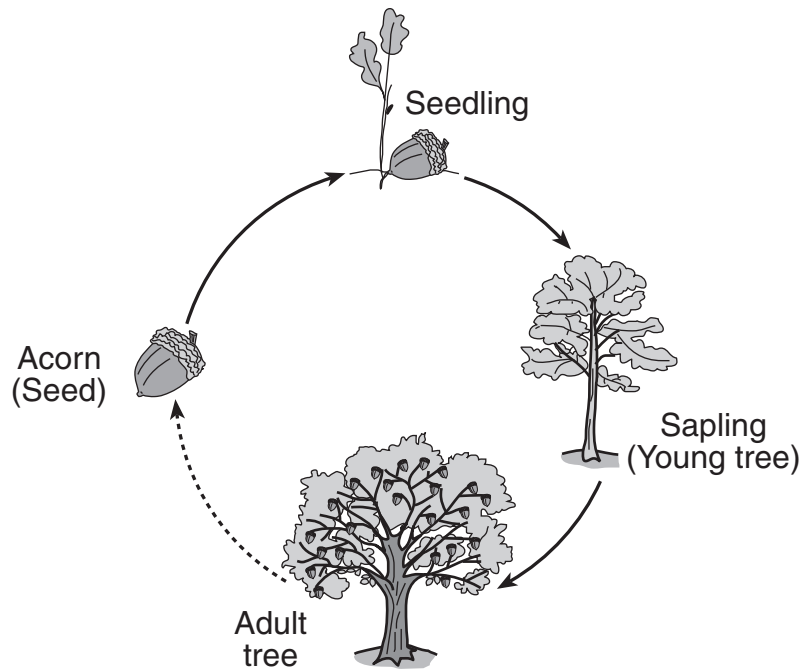 Seedling
Acorn
(Seed)
Sapling
(Young tree)
Adult
tree